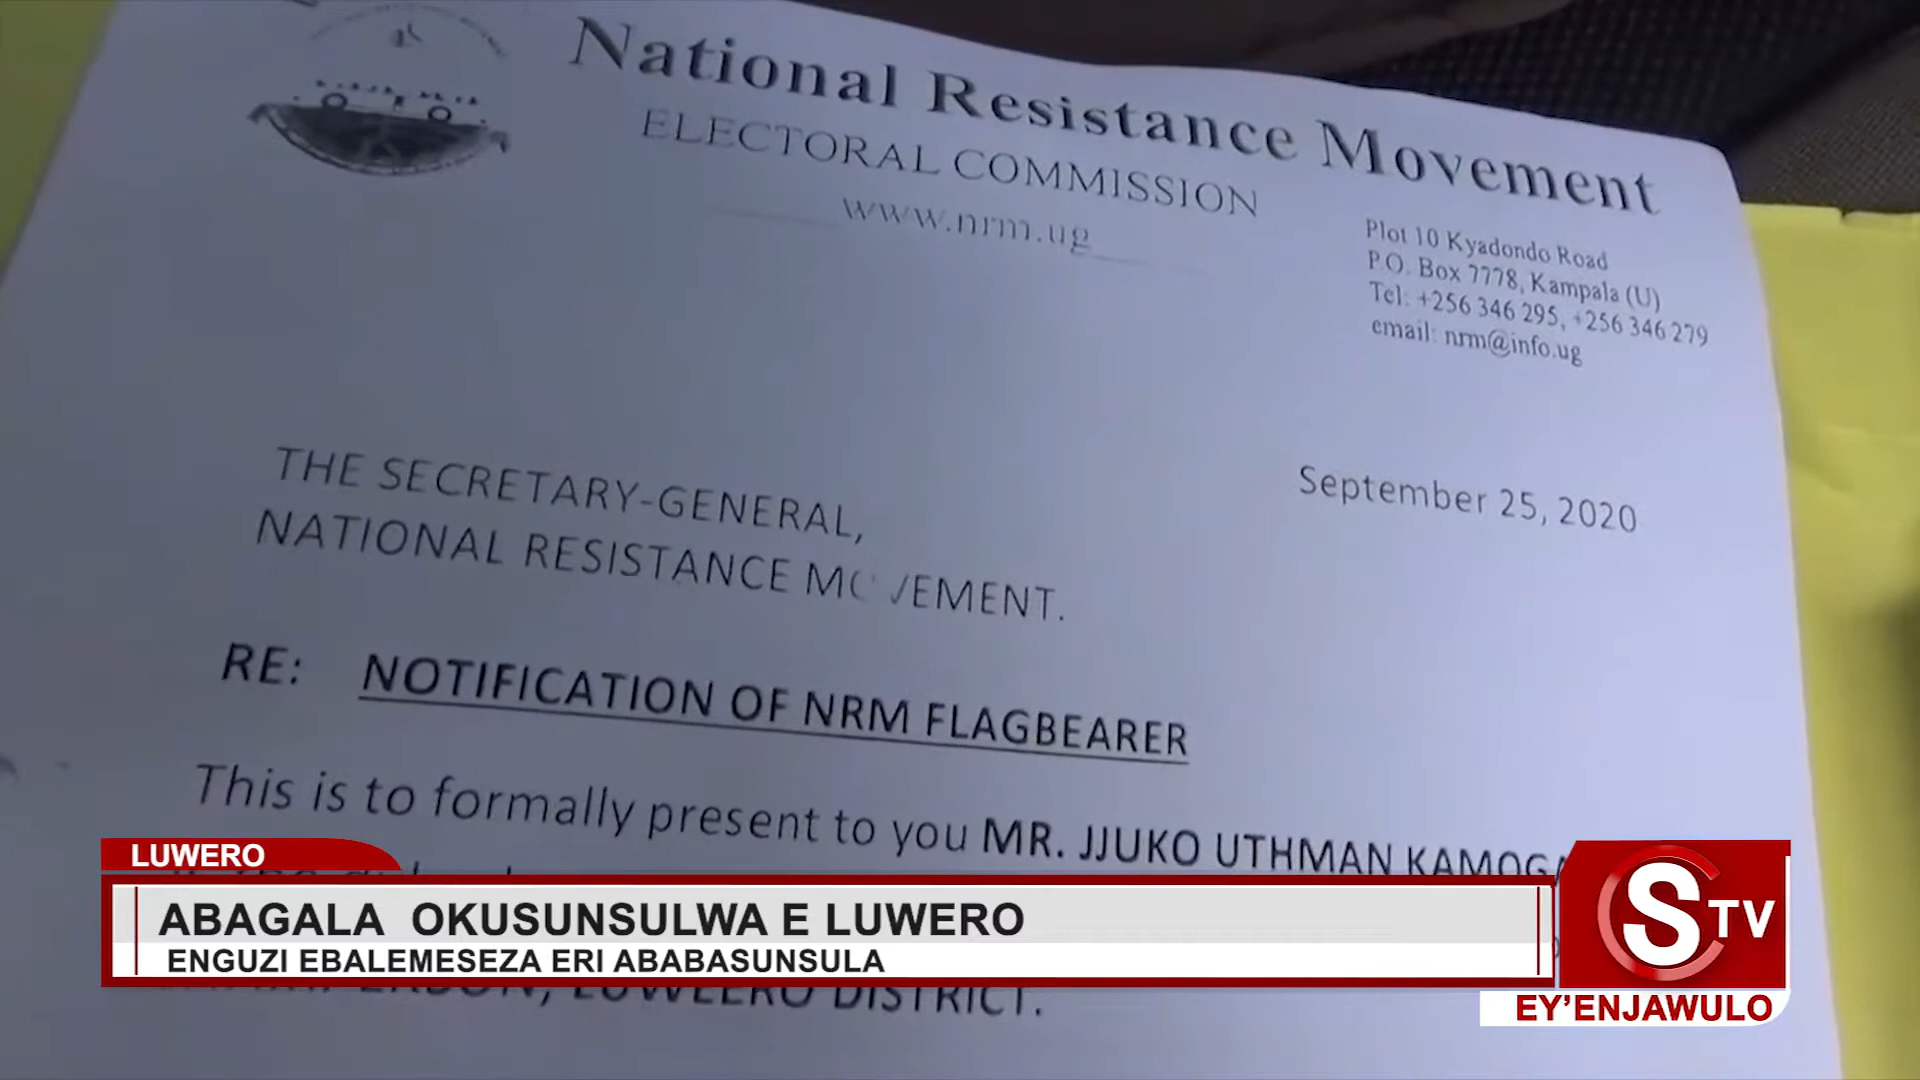 National Resistance Movement
ELECTORAL COMMISSION
www.nrm.ug
Plot 10 Kyadondo Road
P.O. Box 7778, Kampala (U)
Tel: +256 346 295, +256 346 279
email: nrm@info.ug
September 25, 2020
THE SECRETARY-GENERAL,
NATIONAL RESISTANCE MOVEMENT.
RE: NOTIFICATION OF NRM FLAGBEARER
This is to formally present to you MR. JJUKO UTHMAN
LUWEERO DISTRICT.
LUWERO
ABAGALA OKUSUNSULWA E LUWERO
ENGUZI EBALEMESEZA ERI ABABASUNSULA
STV
EY'ENJAWULO